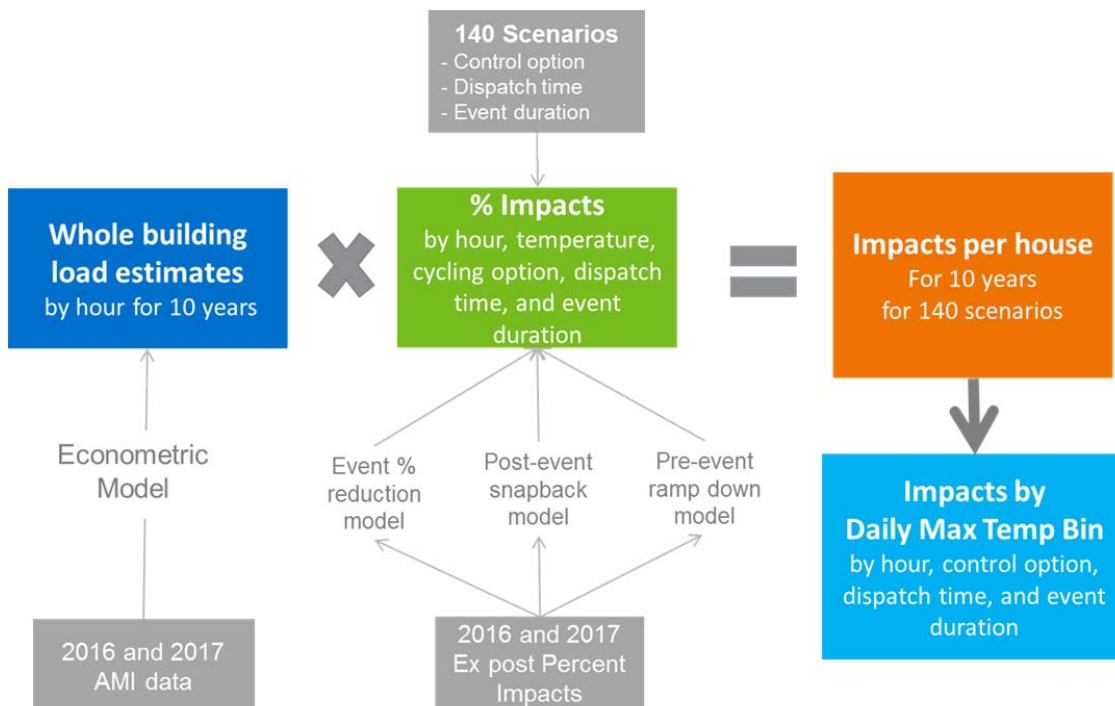 140 Scenarios
- Control option
- Dispatch time
- Event duration
Whole building
load estimates
by hour for 10 years
% Impacts
by hour, temperature,
cycling option, dispatch
time, and event
duration
Impacts per house
For 10 years
for 140 scenarios
Econometric
Model
Event %
reduction
model
Post-event
snapback
model
Pre-event
ramp down
model
Impacts by
Daily Max Temp Bin
by hour, control option,
dispatch time, and event
duration
2016 and 2017
AMI data
2016 and 2017
Ex post Percent
Impacts